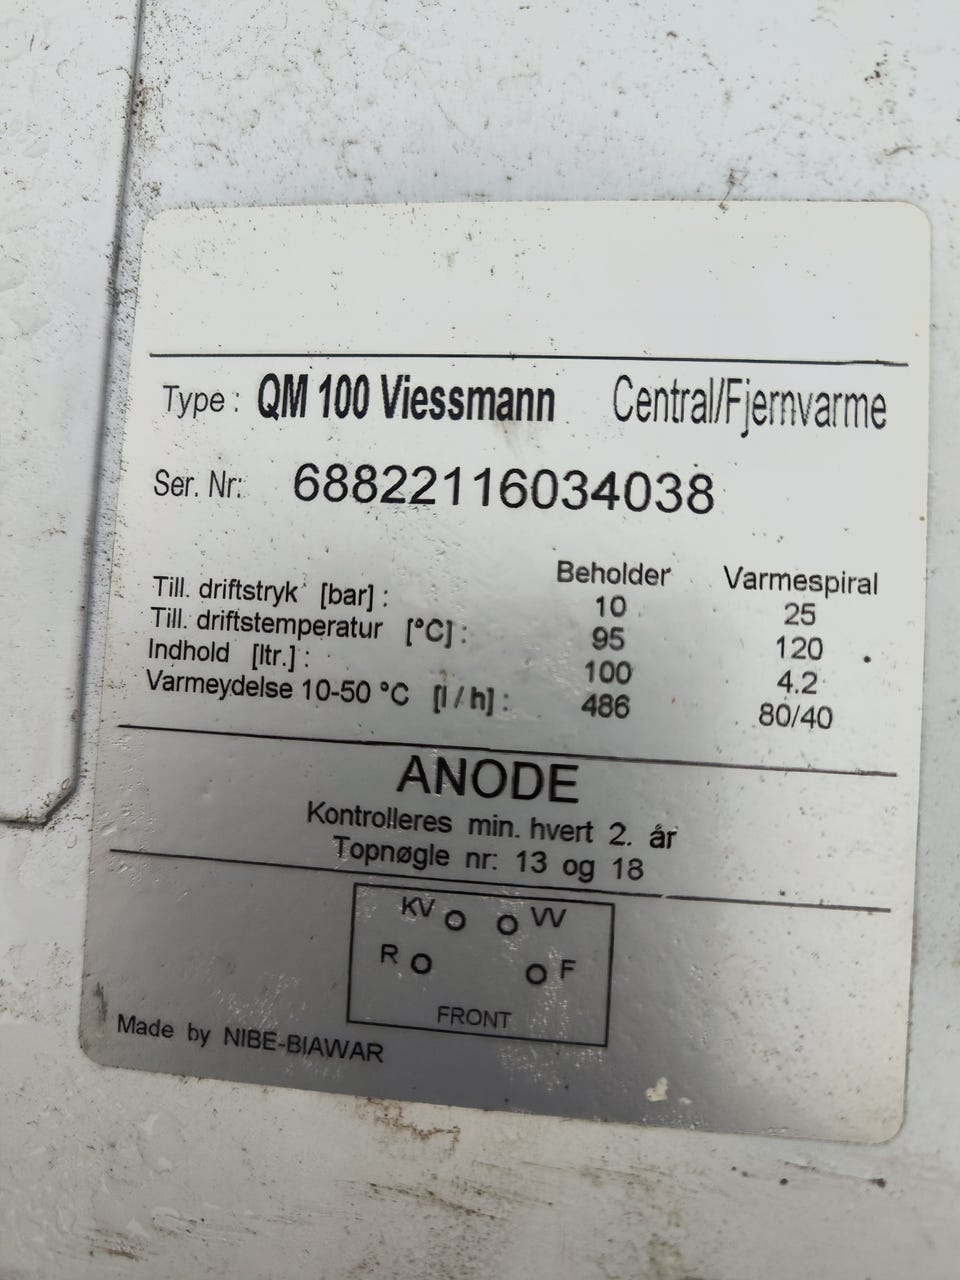 Type : QM 100 Viessmann Central/Fjernvarme
Ser. Nr: 68822116034038
Beholder Varmespiral
Till. driftstryk [bar] : 10 25
Till. driftstemperatur [°C] : 95 120
Indhold [ltr.] : 100 4.2
Varmeydelse 10-50 °C [l / h] : 486 80/40
ANODE
Kontrolleres min. hvert 2. år
Topnøgle nr: 13 og 18
KV VV
R F
FRONT
Made by NIBE-BIAWAR